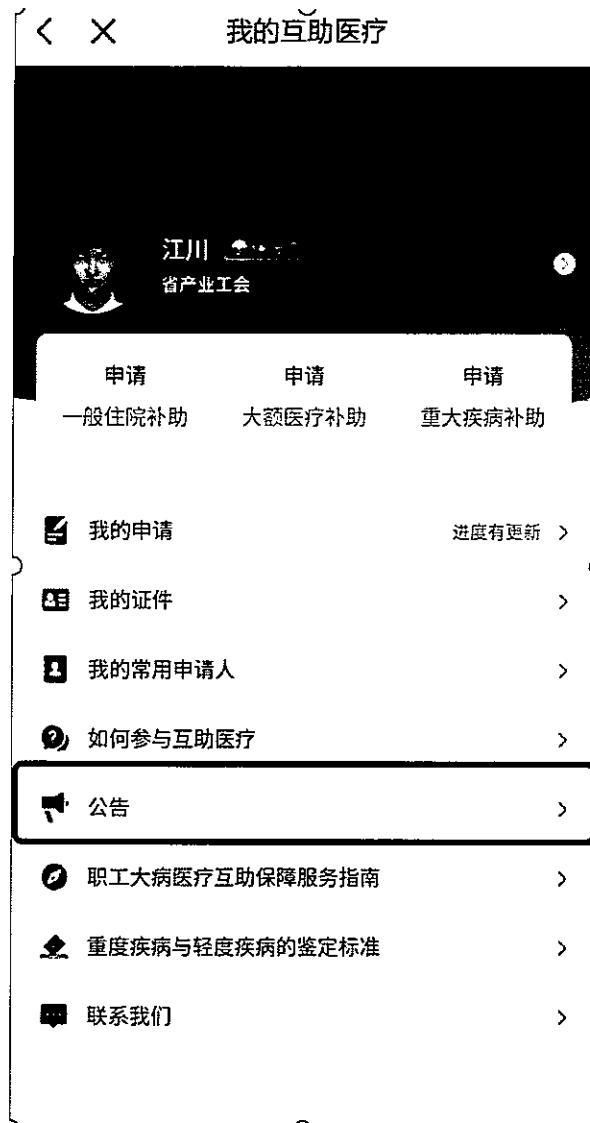 我的互助医疗
江川
省产业工会
申请 申请 申请
一般住院补助 大额医疗补助 重大疾病补助
我的申请 进度有更新
我的证件
我的常用申请人
如何参与互助医疗
公告
职工大病医疗互助保障服务指南
重度疾病与轻度疾病的鉴定标准
联系我们